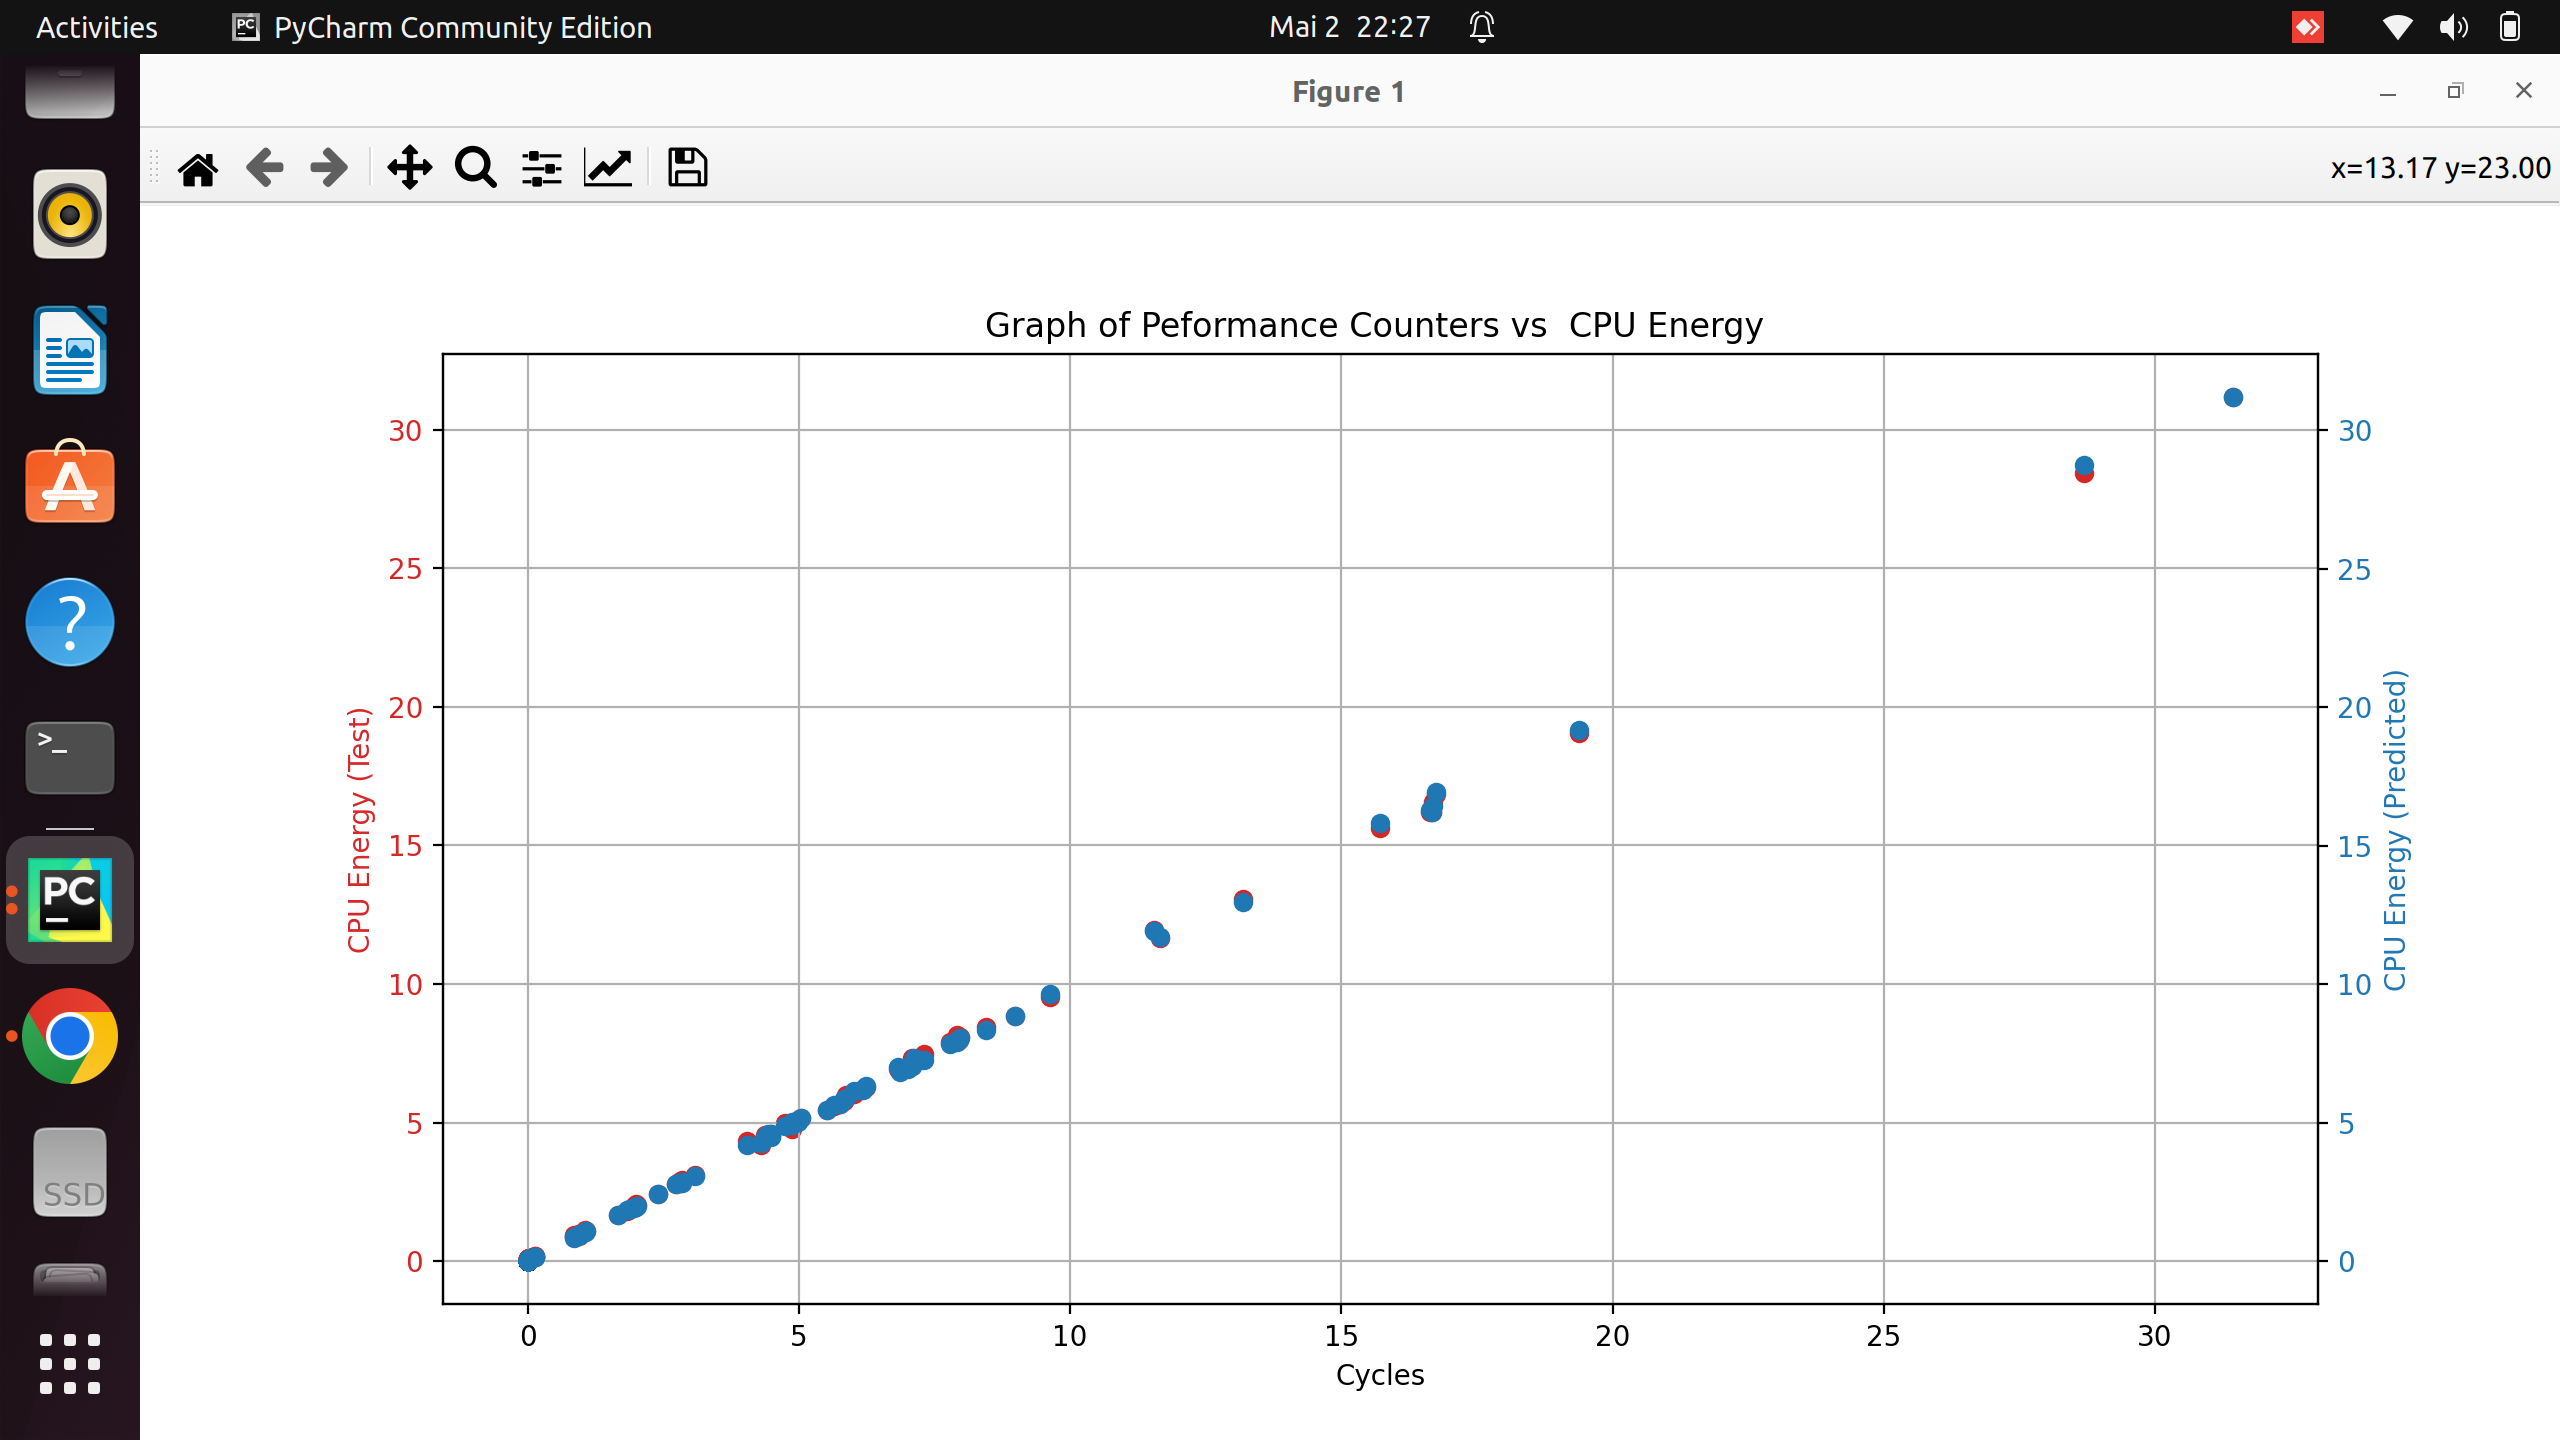 Activities
PyCharm Community Edition
Mai 2 22:27
Figure 1
x=13.17 y=23.00
Graph of Peformance Counters vs  CPU Energy
30
25
20
15
10
5
0
CPU Energy (Test)
30
25
20
15
10
5
0
CPU Energy (Predicted)
0 5 10 15 20 25 30
Cycles
A
?
>_
PC
SSD